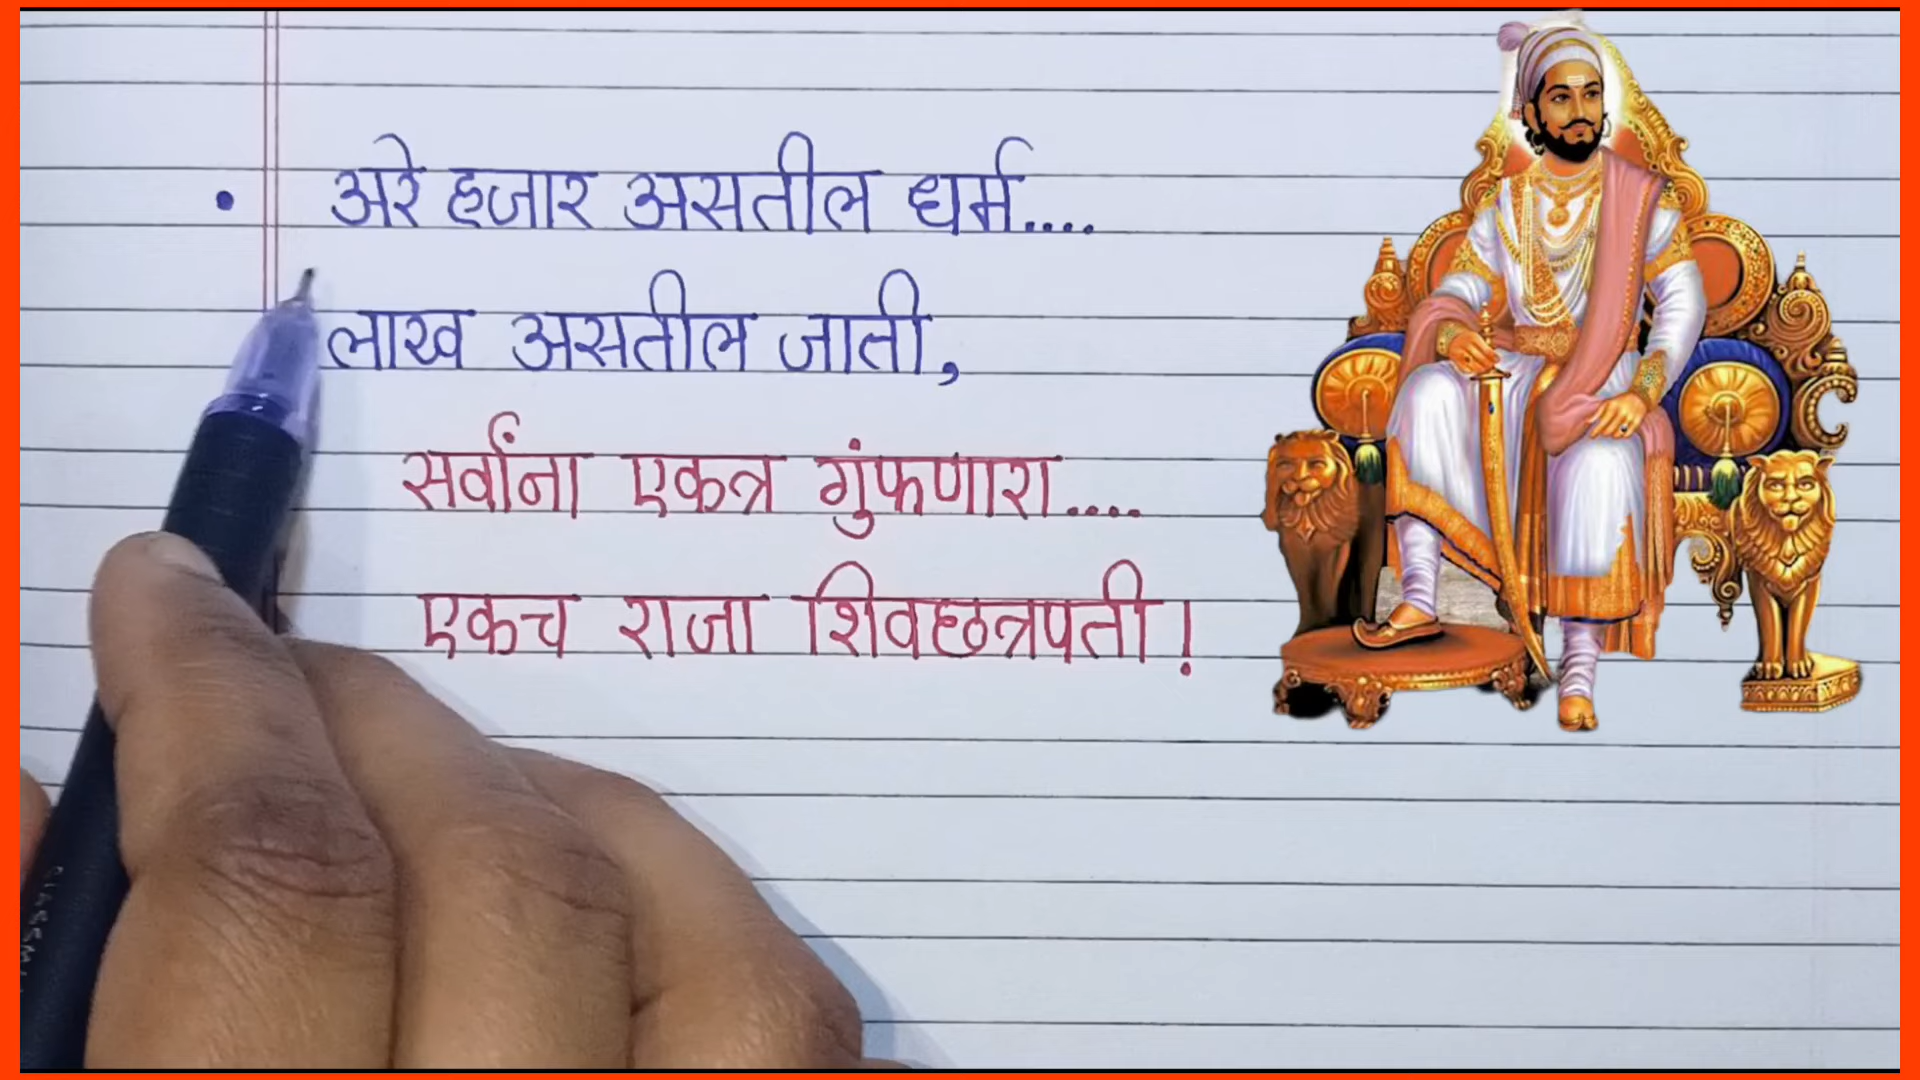 • अरे हजार असतील धर्म....
लाख असतील जाती,
सर्वांना एकत्र गुंफणारा....
एकच राजा शिवछत्रपती!